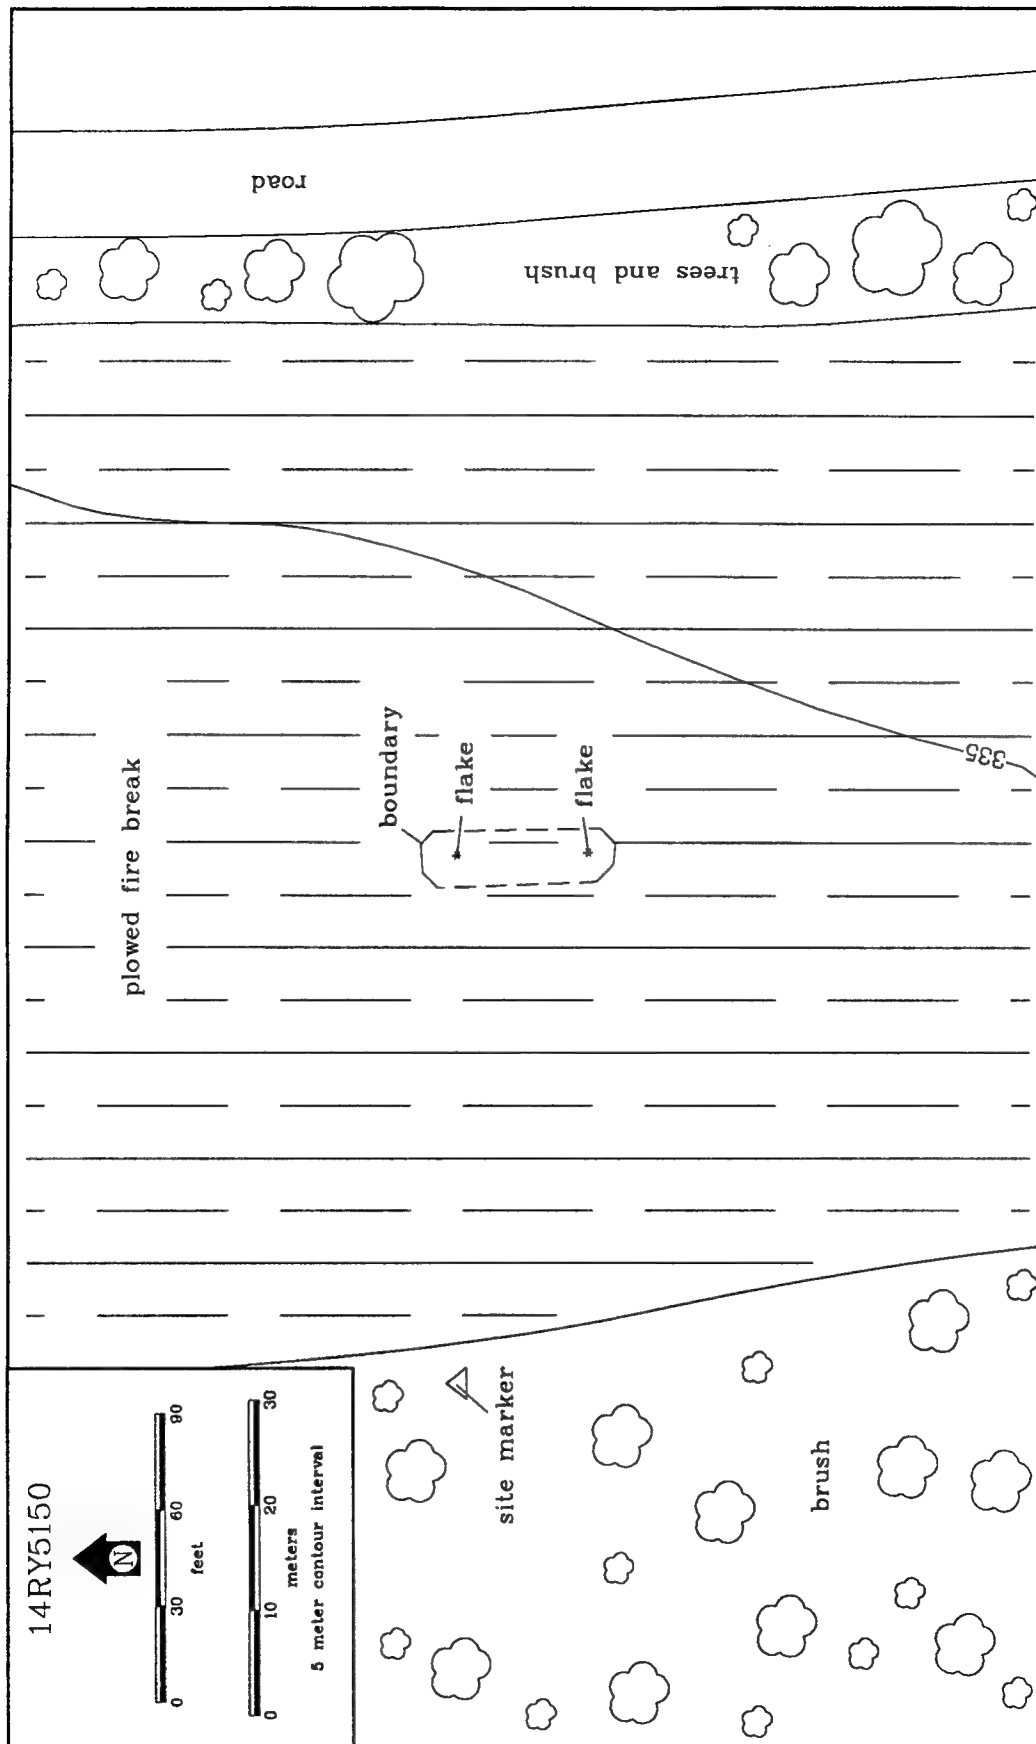 14RY5150
N
0 30 60 90
feet
0 10 20 30
meters
5 meter contour interval
plowed fire break
boundary
flake
flake
site marker
brush
335
trees and brush
road